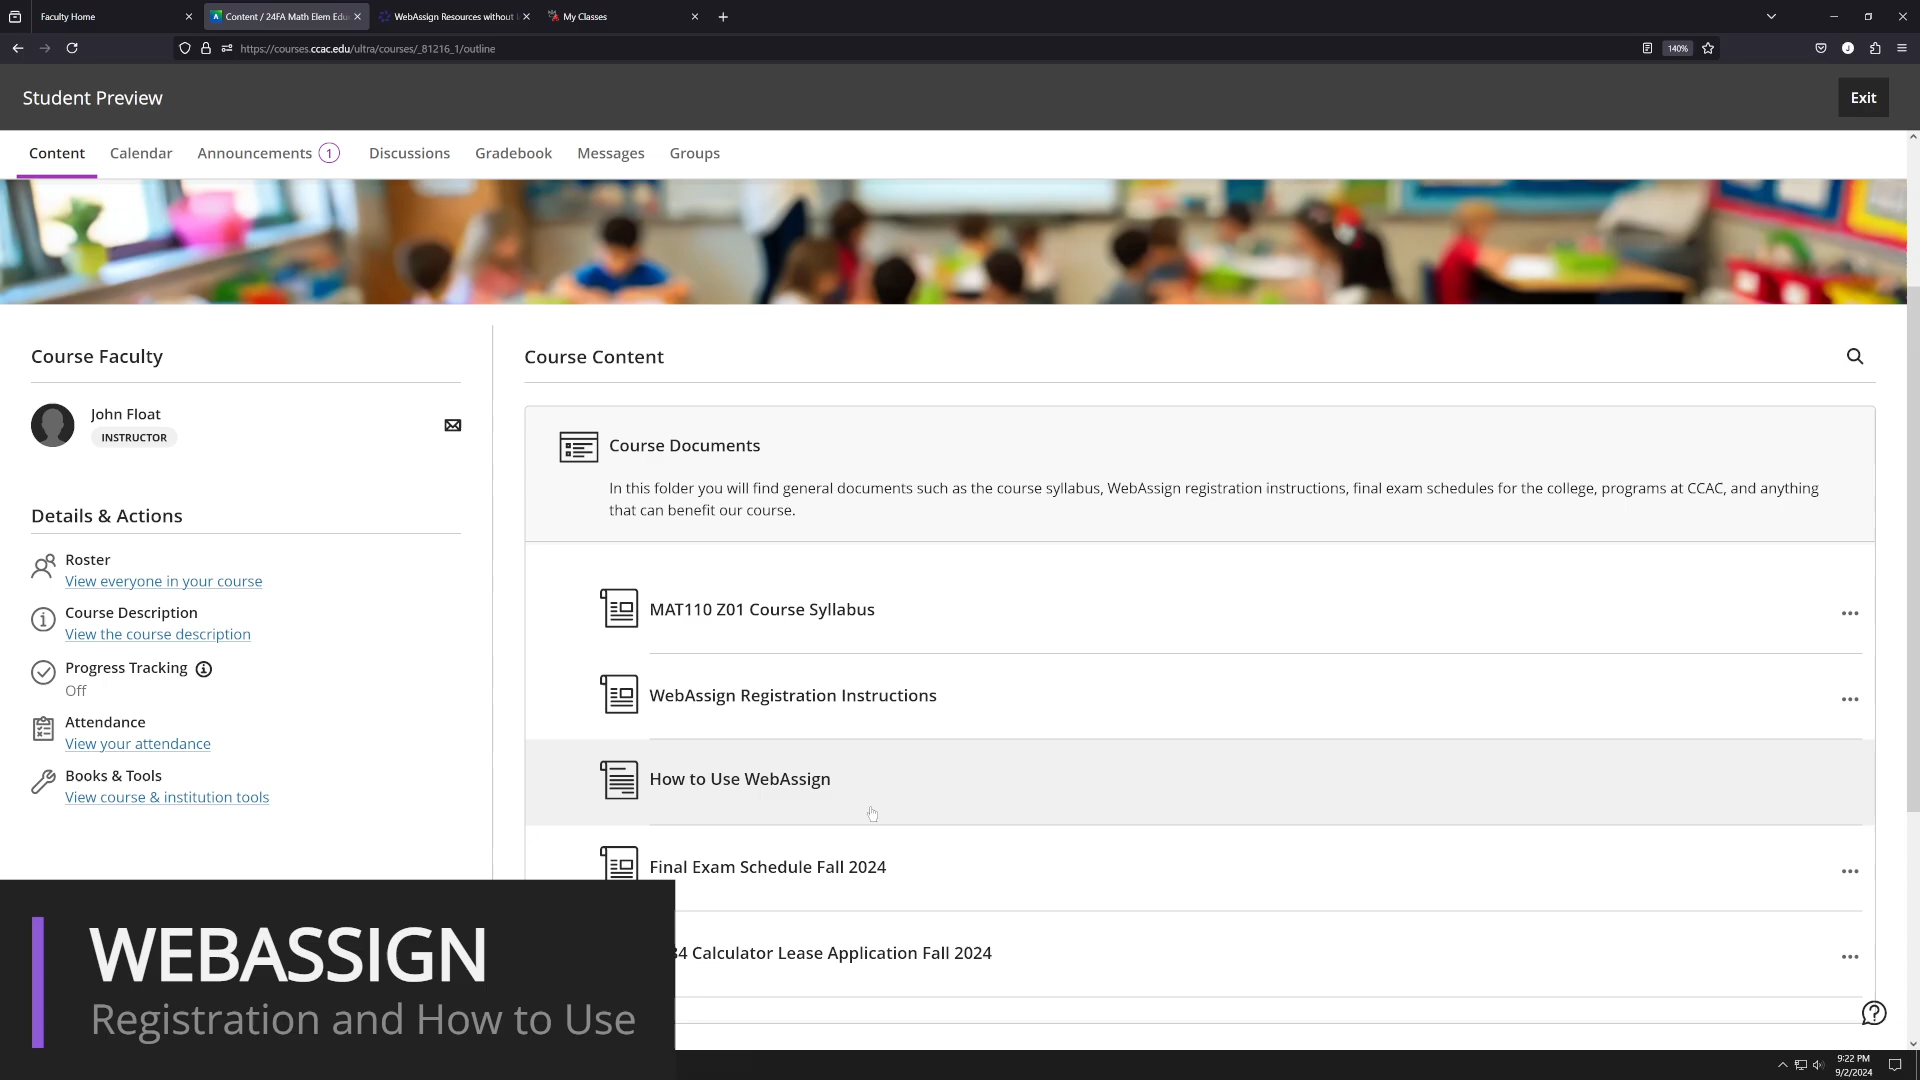 Faculty Home
Content / 24FA Math Elem Edu
WebAssign Resources without
My Classes
https://courses.ccac.edu/ultra/courses/_81216_1/outline
140%
Student Preview
Exit
Content
Calendar
Announcements 1
Discussions
Gradebook
Messages
Groups
Course Faculty
John Float
INSTRUCTOR
Details & Actions
Roster
View everyone in your course
Course Description
View the course description
Progress Tracking
Off
Attendance
View your attendance
Books & Tools
View course & institution tools
Course Content
Course Documents
In this folder you will find general documents such as the course syllabus, WebAssign registration instructions, final exam schedules for the college, programs at CCAC, and anything
that can benefit our course.
MAT110 Z01 Course Syllabus
WebAssign Registration Instructions
How to Use WebAssign
Final Exam Schedule Fall 2024
84 Calculator Lease Application Fall 2024
WEBASSIGN
Registration and How to Use
9:22 PM
9/2/2024